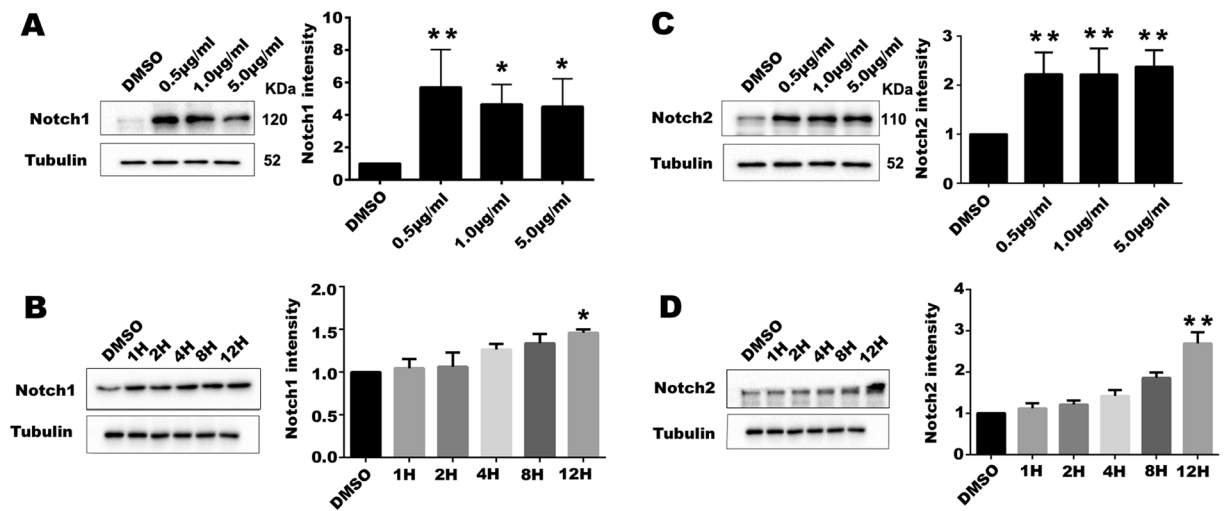 A
DMSO
0.5µg/ml
1.0µg/ml
5.0µg/ml
KDa
Notch1
120
Tubulin
52
Notch1 intensity
10
8
6
4
2
0
**
*
*
DMSO
0.5µg/ml
1.0µg/ml
5.0µg/ml
C
DMSO
0.5µg/ml
1.0µg/ml
5.0µg/ml
KDa
Notch2
110
Tubulin
52
Notch2 intensity
3
2
1
0
**
**
**
DMSO
0.5µg/ml
1.0µg/ml
5.0µg/ml
B
DMSO
1H
2H
4H
8H
12H
Notch1
Tubulin
Notch1 intensity
2.0
1.5
1.0
0.5
0.0
*
DMSO
1H
2H
4H
8H
12H
D
DMSO
1H
2H
4H
8H
12H
Notch2
Tubulin
Notch2 intensity
4
3
2
1
0
**
DMSO
1H
2H
4H
8H
12H